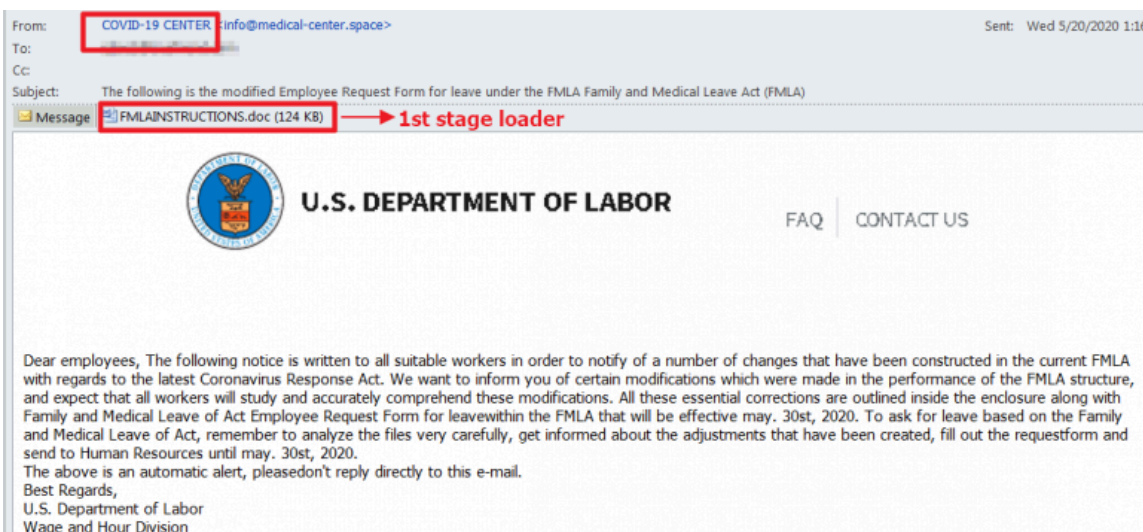 From: COVID-19 CENTER <info@medical-center.space> Sent: Wed 5/20/2020 1:16
To:
Cc:
Subject: The following is the modified Employee Request Form for leave under the FMLA Family and Medical Leave Act (FMLA)
Message FMLAINSTRUCTIONS.doc (124 KB) 1st stage loader
U.S. DEPARTMENT OF LABOR
FAQ CONTACT US
Dear employees, The following notice is written to all suitable workers in order to notify of a number of changes that have been constructed in the current FMLA
with regards to the latest Coronavirus Response Act. We want to inform you of certain modifications which were made in the performance of the FMLA structure,
and expect that all workers will study and accurately comprehend these modifications. All these essential corrections are outlined inside the enclosure along with
Family and Medical Leave of Act Employee Request Form for leavewithin the FMLA that will be effective may. 30st, 2020. To ask for leave based on the Family
and Medical Leave of Act, remember to analyze the files very carefully, get informed about the adjustments that have been created, fill out the requestform and
send to Human Resources until may. 30st, 2020.
The above is an automatic alert, pleasedon't reply directly to this e-mail.
Best Regards,
U.S. Department of Labor
Wage and Hour Division